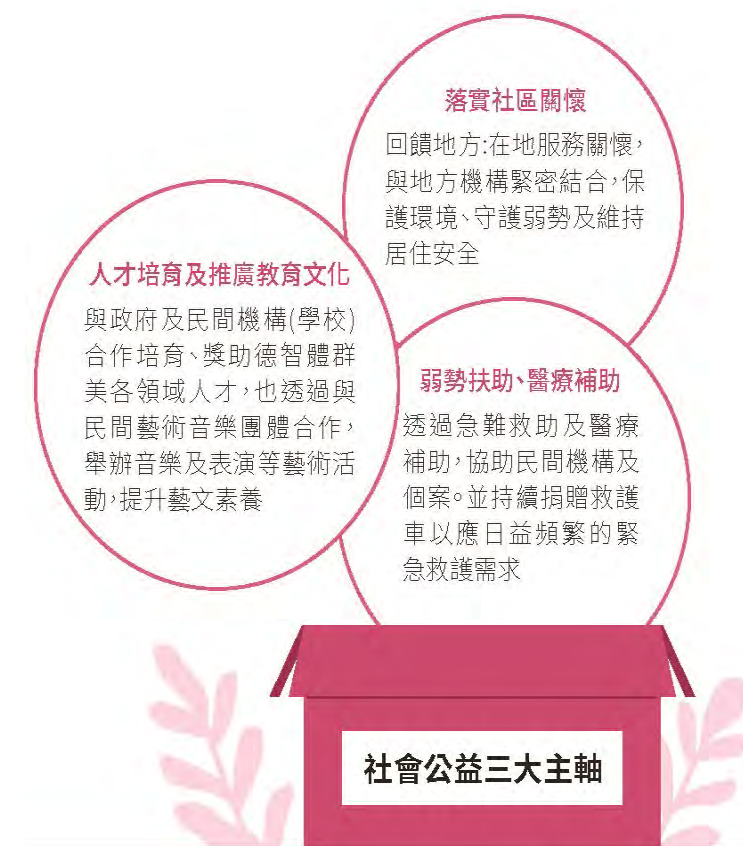 落實社區關懷
回饋地方:在地服務關懷，
與地方機構緊密結合，保
護環境、守護弱勢及維持
居住安全
人才培育及推廣教育文化
與政府及民間機構(學校)
合作培育、獎助德智體群
美各領域人才，也透過與
民間藝術音樂團體合作，
舉辦音樂及表演等藝術活
動，提升藝文素養
弱勢扶助、醫療補助
透過急難救助及醫療
補助，協助民間機構及
個案。並持續捐贈救護
車以應日益頻繁的緊
急救護需求
社會公益三大主軸